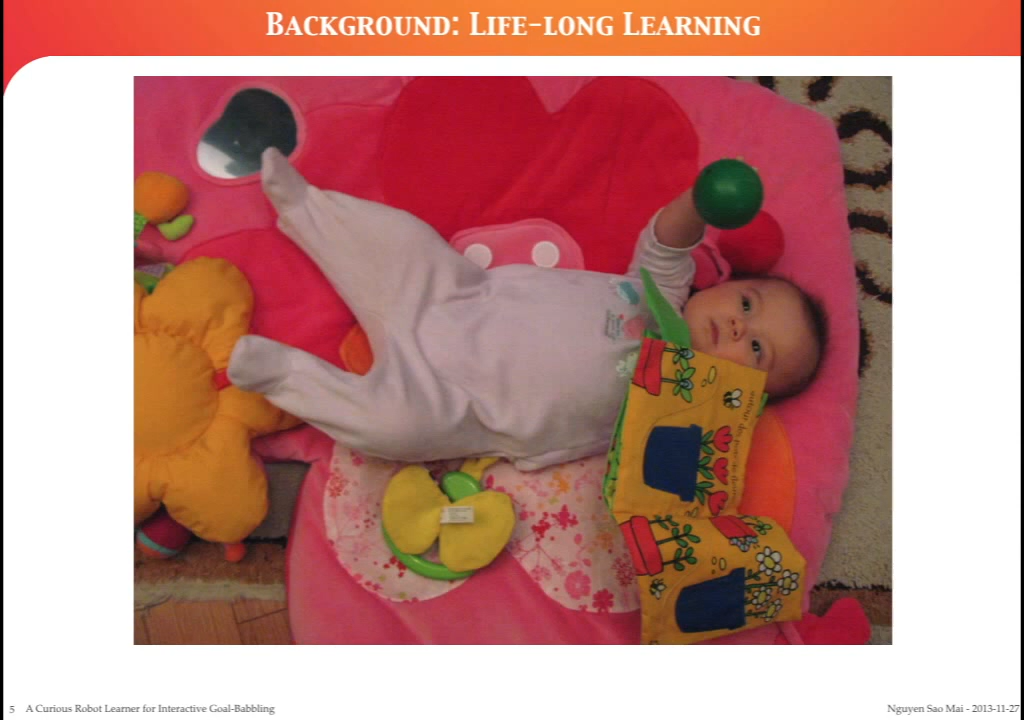 Background: Life-long Learning
5 A Curious Robot Learner for Interactive Goal-Babbling
Nguyen Sao Mai - 2013-11-27